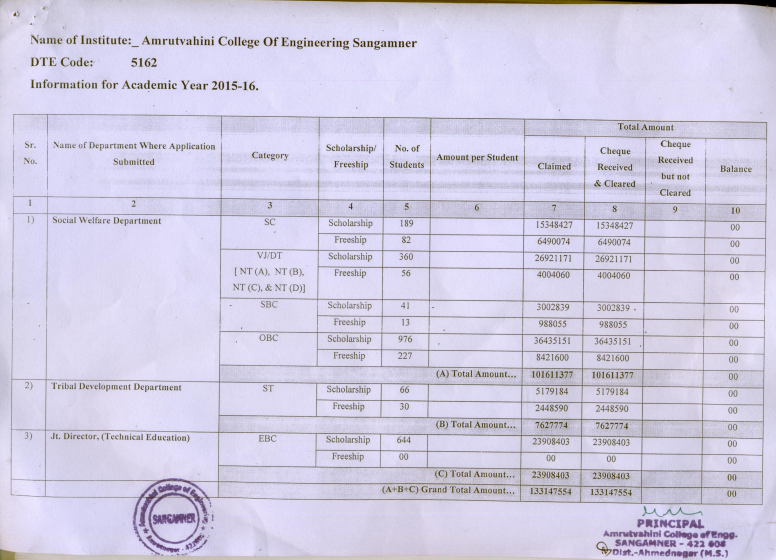 Name of Institute:_ Amrutvahini College Of Engineering Sangamner
DTE Code: 5162
Information for Academic Year 2015-16.
Sr. No. Name of Department Where Application Submitted Category Scholarship/ Freeship No. of Students Amount per Student Total Amount
Claimed Cheque Received & Cleared Cheque Received but not Cleared Balance
1 2 3 4 5 6 7 8 9 10
1) Social Welfare Department SC Scholarship 189 15348427 15348427 00
Freeship 82 6490074 6490074 00
VJ/DT Scholarship 360 26921171 26921171 00
[ NT (A), NT (B), Freeship 56 4004060 4004060 00
NT (C), & NT (D)]
SBC Scholarship 41 3002839 3002839 00
Freeship 13 988055 988055 00
OBC Scholarship 976 36435151 36435151 00
Freeship 227 8421600 8421600 00
(A) Total Amount... 101611377 101611377 00
2) Tribal Development Department ST Scholarship 66 5179184 5179184 00
Freeship 30 2448590 2448590 00
(B) Total Amount... 7627774 7627774 00
3) Jt. Director, (Technical Education) EBC Scholarship 644 23908403 23908403 00
Freeship 00 00 00 00
(C) Total Amount... 23908403 23908403 00
(A+B+C) Grand Total Amount... 133147554 133147554 00
Amrutvahini College of Engineering
SANGAMNER
PRINCIPAL
Amrutvahini College of Engg.
SANGAMNER - 422 608
Dist.-Ahmednagar (M.S.)